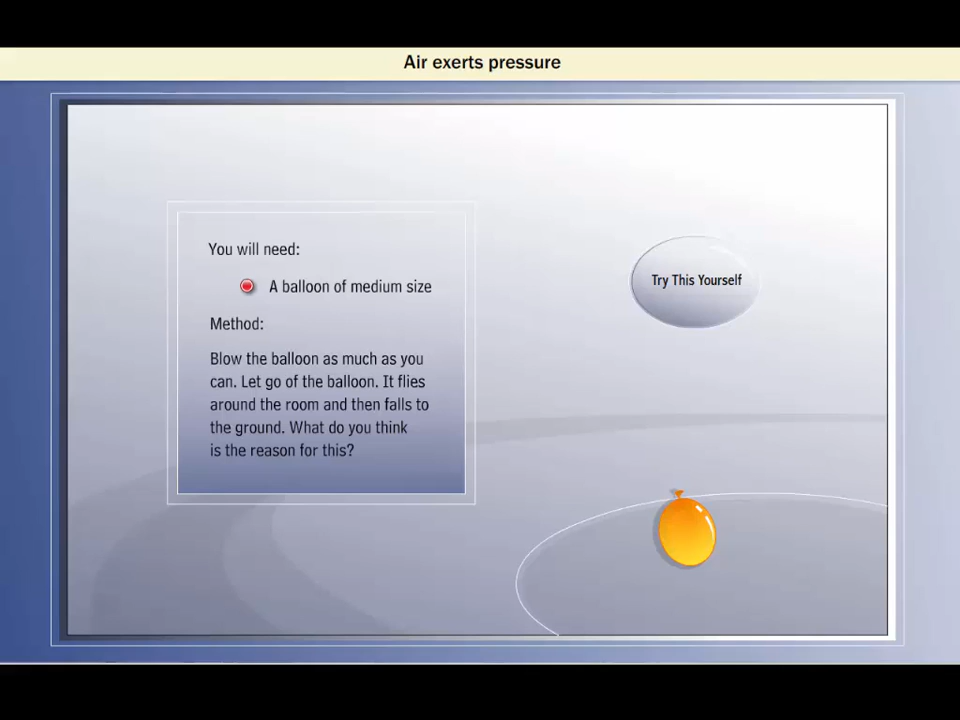 Air exerts pressure
You will need:
A balloon of medium size
Method:
Blow the balloon as much as you
can. Let go of the balloon. It flies
around the room and then falls to
the ground. What do you think
is the reason for this?
Try This Yourself